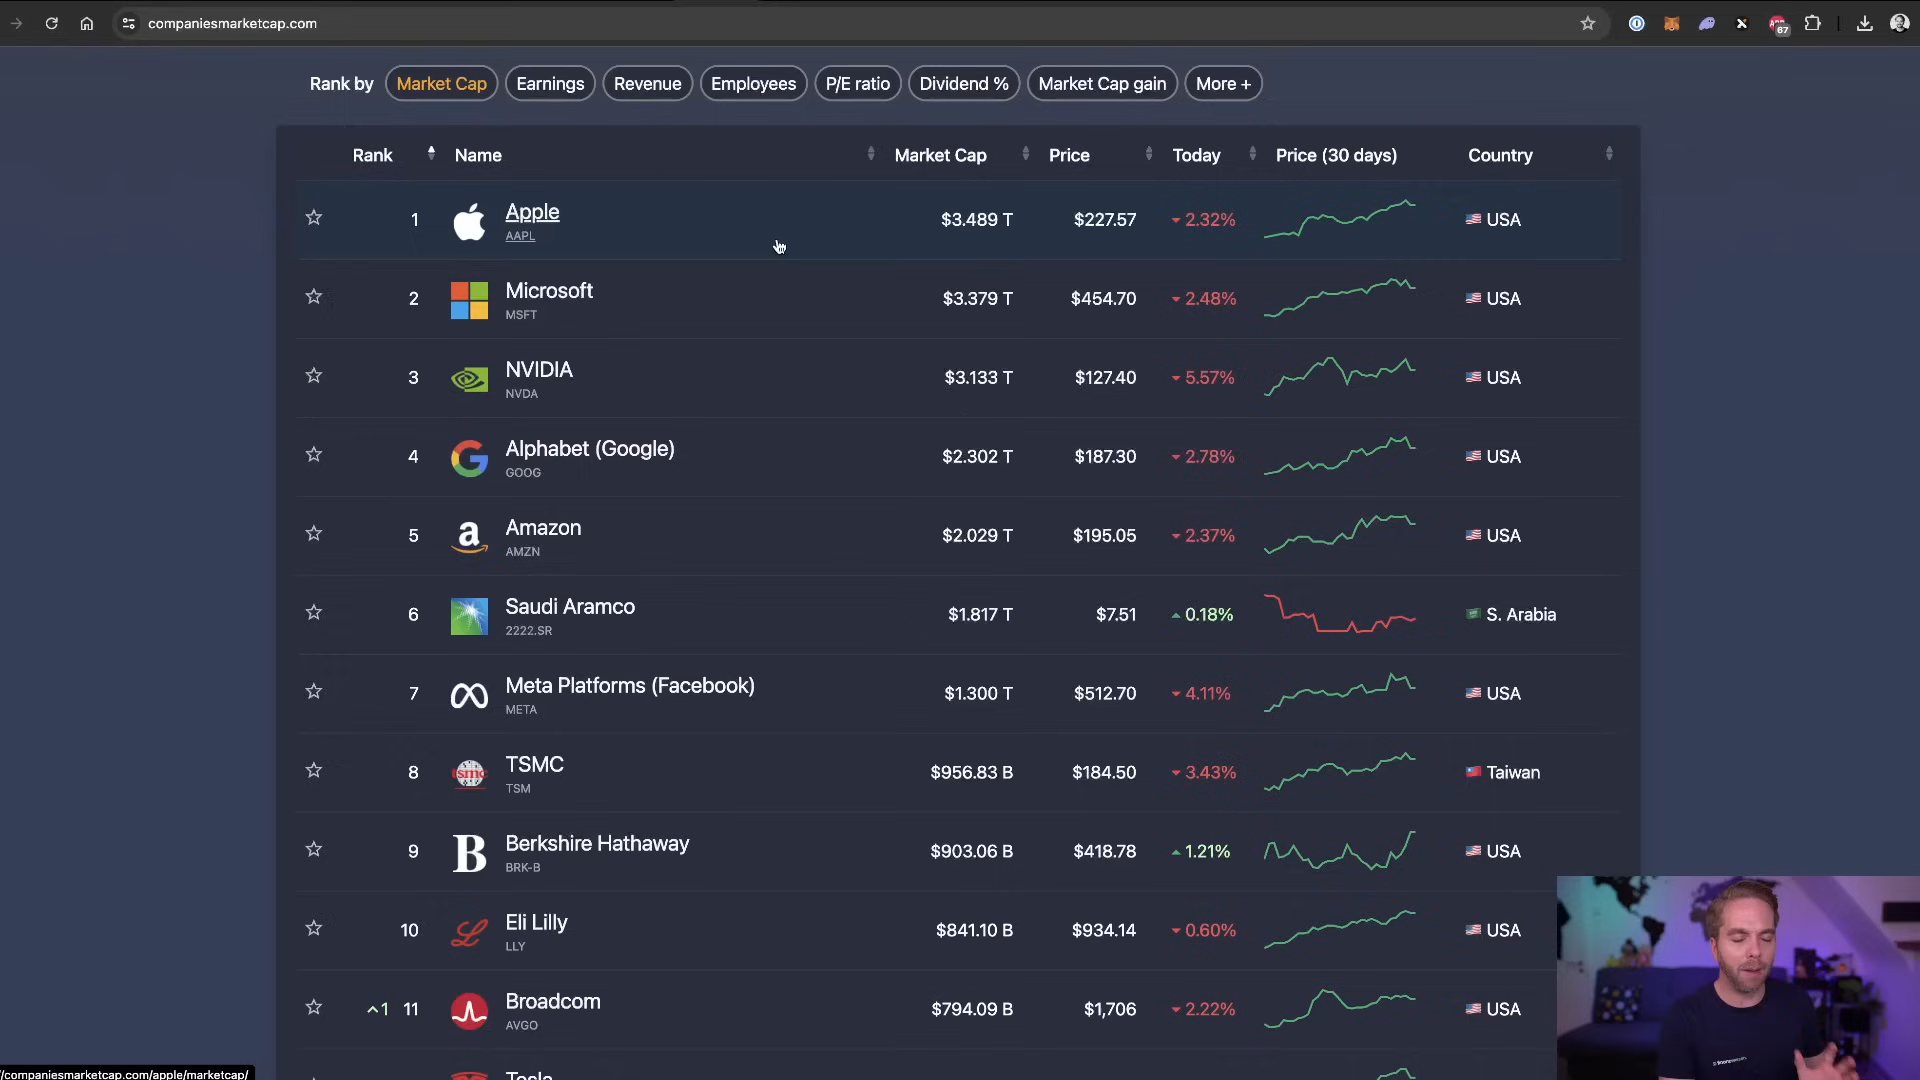 companiesmarketcap.com
67
Rank by Market Cap Earnings Revenue Employees P/E ratio Dividend % Market Cap gain More +
Rank Name Market Cap Price Today Price (30 days) Country
1 Apple $3.489 T $227.57 2.32% USA
AAPL
2 Microsoft $3.379 T $454.70 2.48% USA
MSFT
3 NVIDIA $3.133 T $127.40 5.57% USA
NVDA
4 Alphabet (Google) $2.302 T $187.30 2.78% USA
GOOG
5 Amazon $2.029 T $195.05 2.37% USA
AMZN
6 Saudi Aramco $1.817 T $7.51 0.18% S. Arabia
2222.SR
7 Meta Platforms (Facebook) $1.300 T $512.70 4.11% USA
META
8 tsmc TSMC $956.83 B $184.50 3.43% Taiwan
TSM
9 B Berkshire Hathaway $903.06 B $418.78 1.21% USA
BRK-B
10 Eli Lilly $841.10 B $934.14 0.60% USA
LLY
1 11 Broadcom $794.09 B $1,706 2.22% USA
AVGO
Tesla
/companiesmarketcap.com/apple/marketcap/